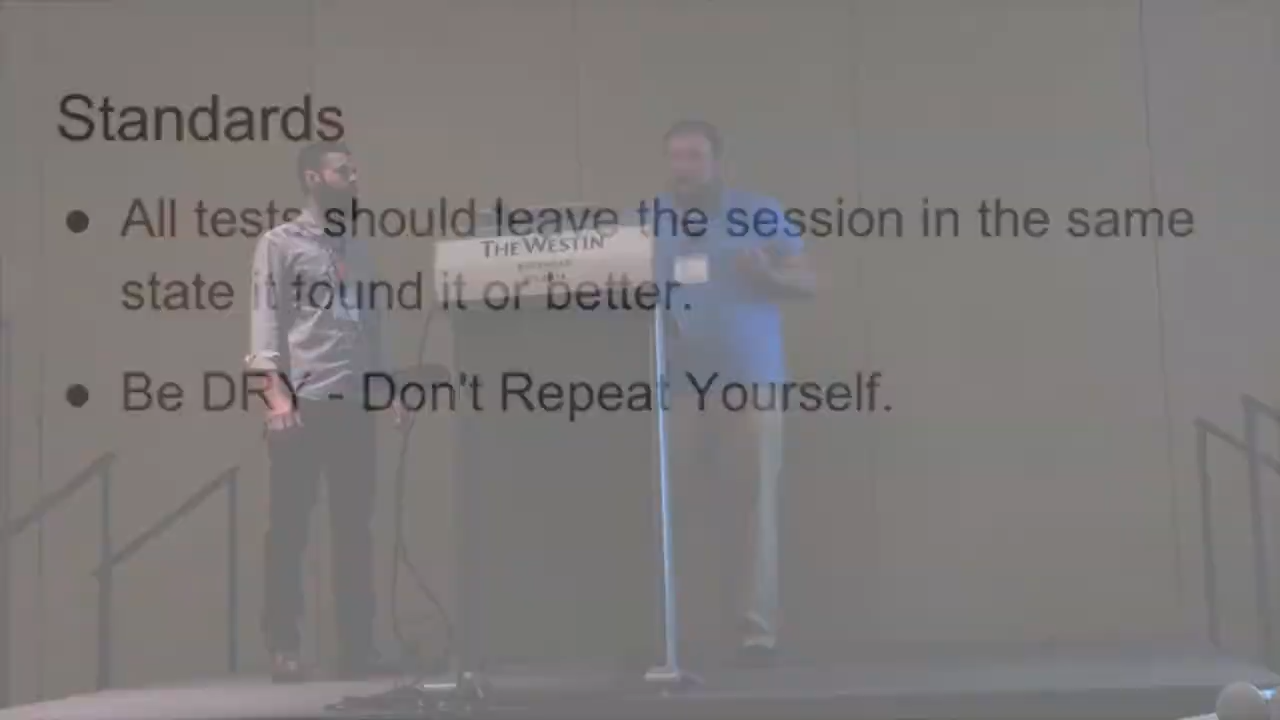 Standards
● All tests should leave the session in the same
state it found it or better.
THE WESTIN
● Be DRY - Don't Repeat Yourself.